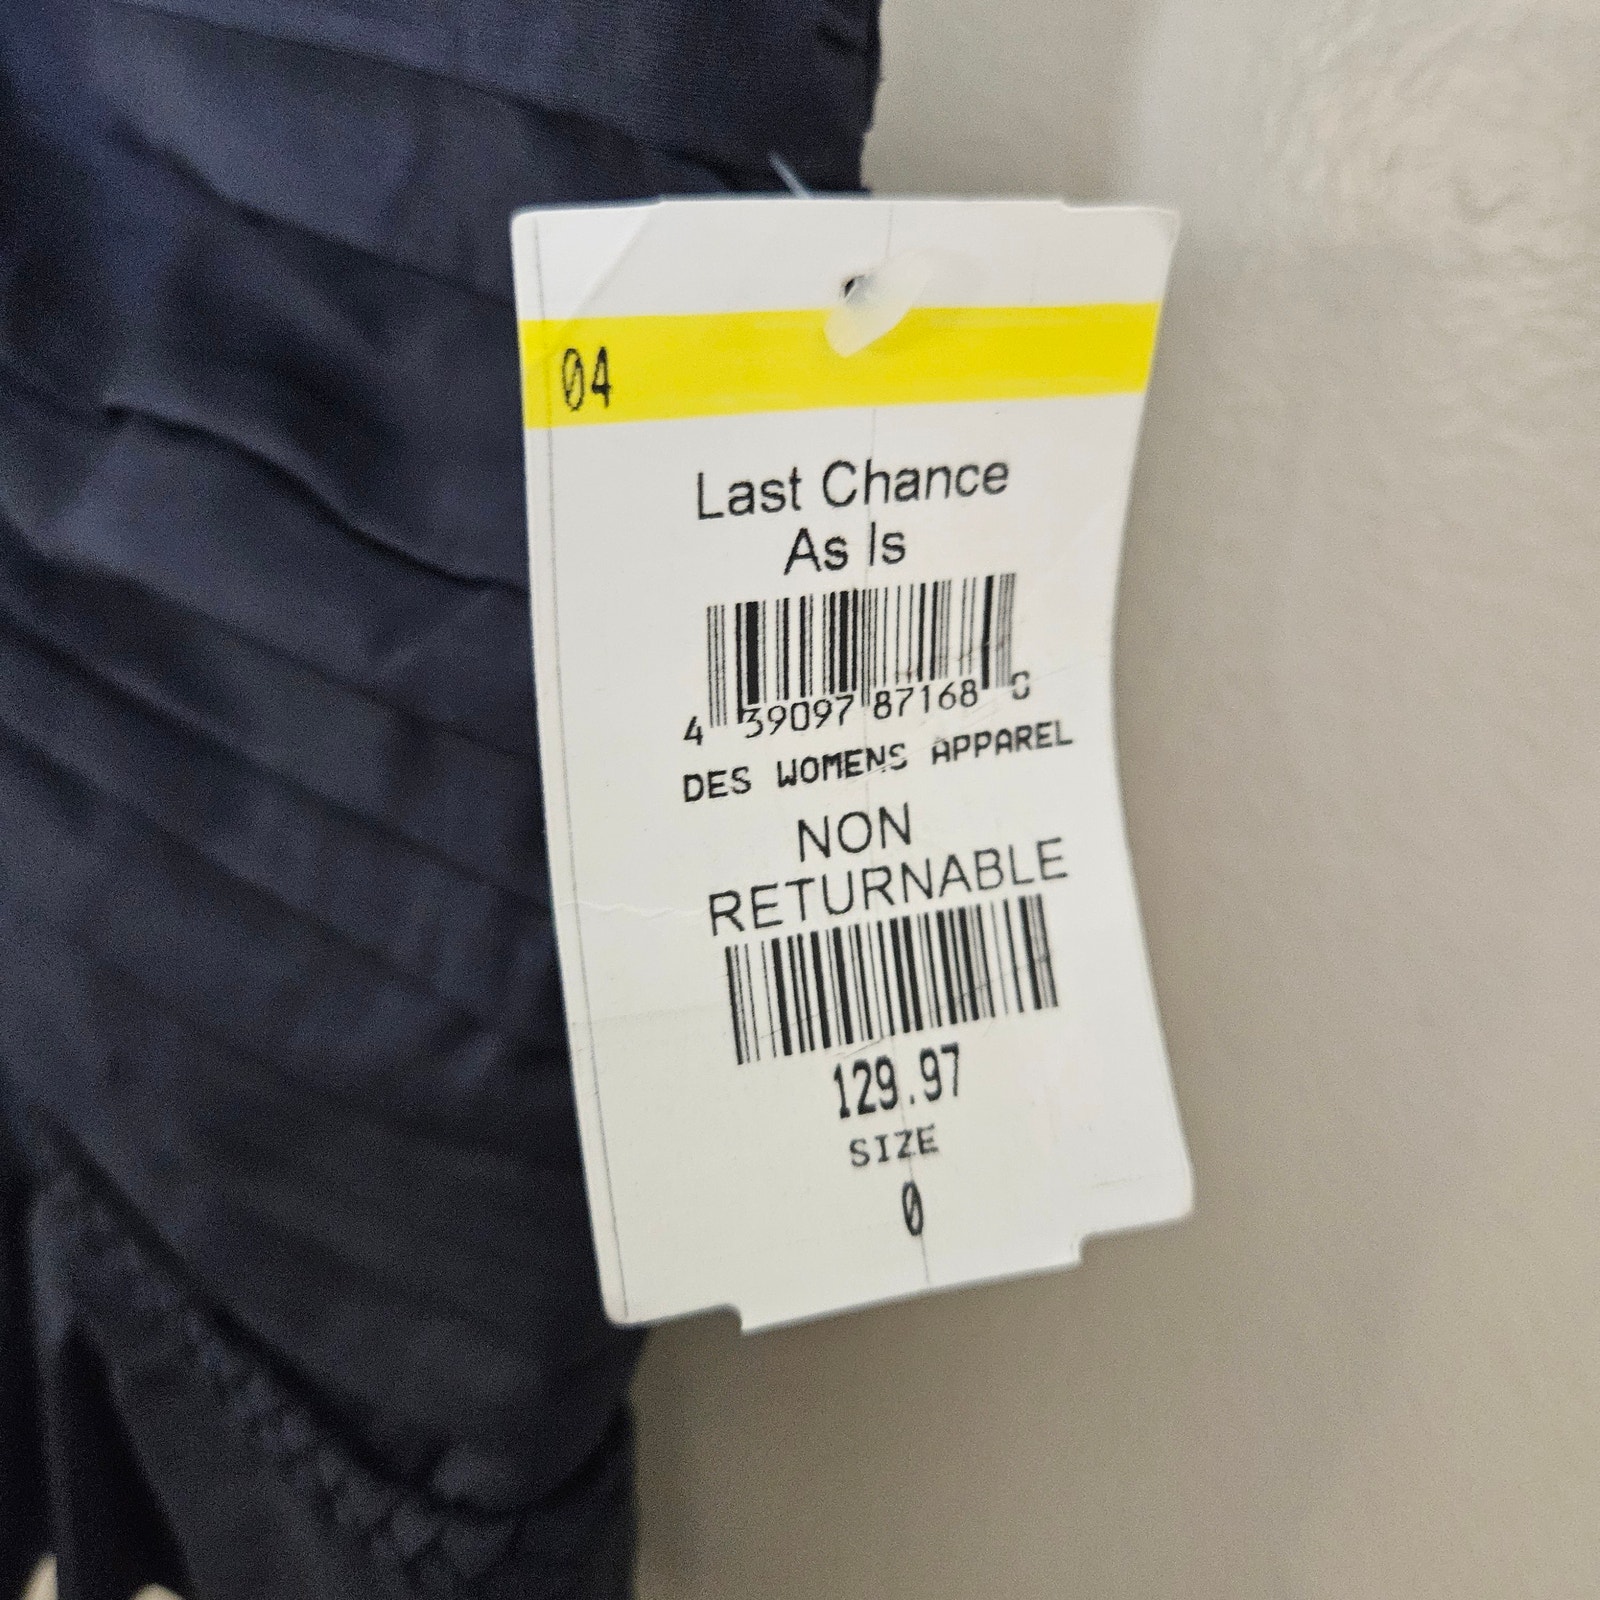 04
Last Chance
As Is
4 39097 87168 0
DES WOMENS APPAREL
NON
RETURNABLE
129.97
SIZE
0